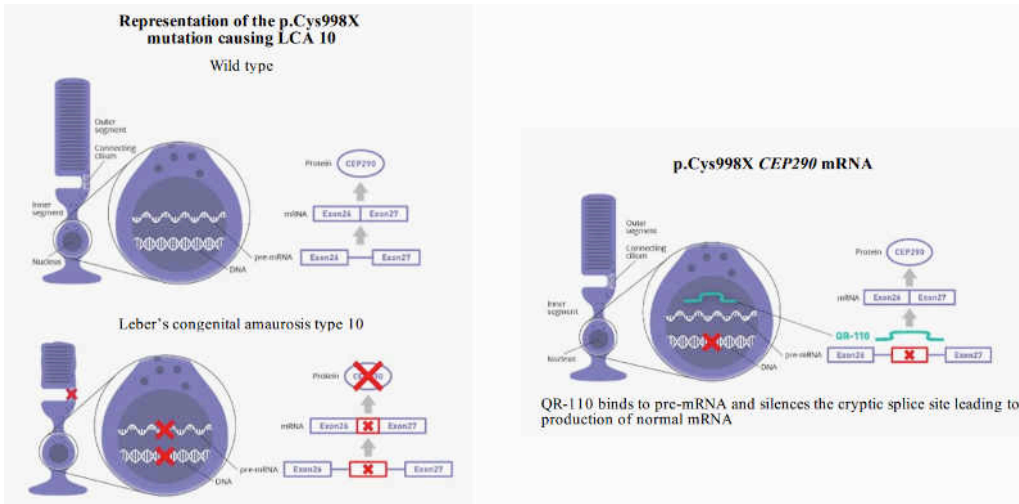 Representation of the p.Cys998X
mutation causing LCA 10
Wild type
Outer
segment
Connecting
cilium
Inner
segment
Nucleus
pre-mRNA
DNA
Protein
CEP290
mRNA
Exon26
Exon27
Exon26
Exon27
Leber's congenital amaurosis type 10
Protein
mRNA
Exon26
Exon27
pre-mRNA
DNA
Exon26
Exon27
p.Cys998X CEP290 mRNA
Outer
segment
Connecting
cilium
Inner
segment
Nucleus
pre-mRNA
DNA
Protein
CEP290
mRNA
Exon26
Exon27
QR-110
Exon26
Exon27
QR-110 binds to pre-mRNA and silences the cryptic splice site leading to
production of normal mRNA